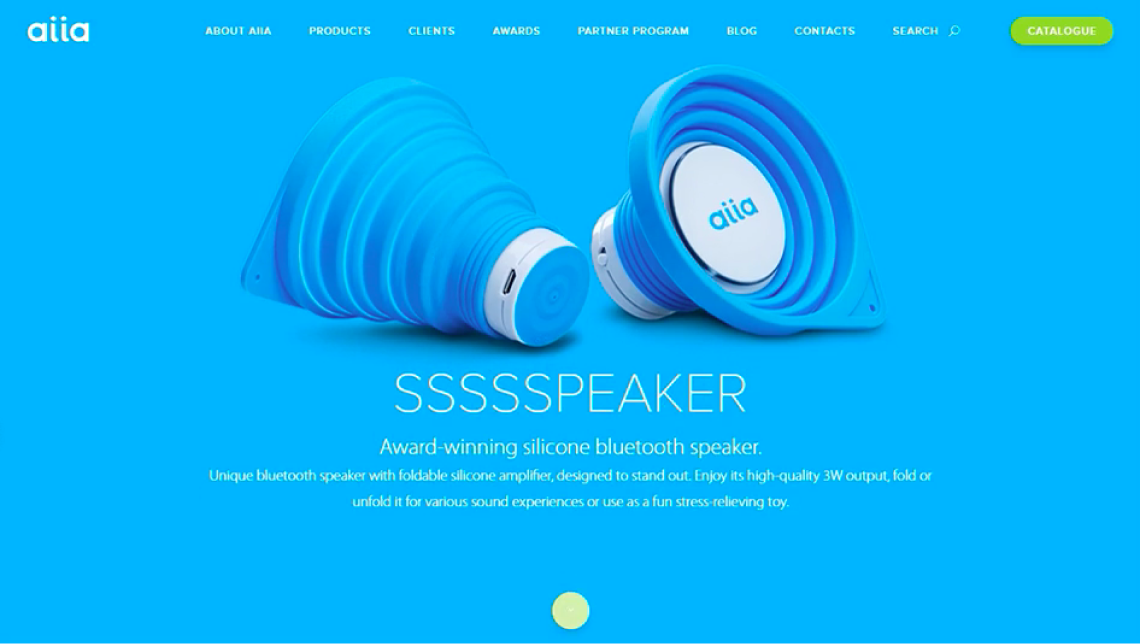 aiia
ABOUT AIIA
PRODUCTS
CLIENTS
AWARDS
PARTNER PROGRAM
BLOG
CONTACTS
SEARCH
CATALOGUE
aiia
SSSSSPEAKER
Award-winning silicone bluetooth speaker.
Unique bluetooth speaker with foldable silicone amplifier, designed to stand out. Enjoy its high-quality 3W output, fold or
unfold it for various sound experiences or use as a fun stress-relieving toy.